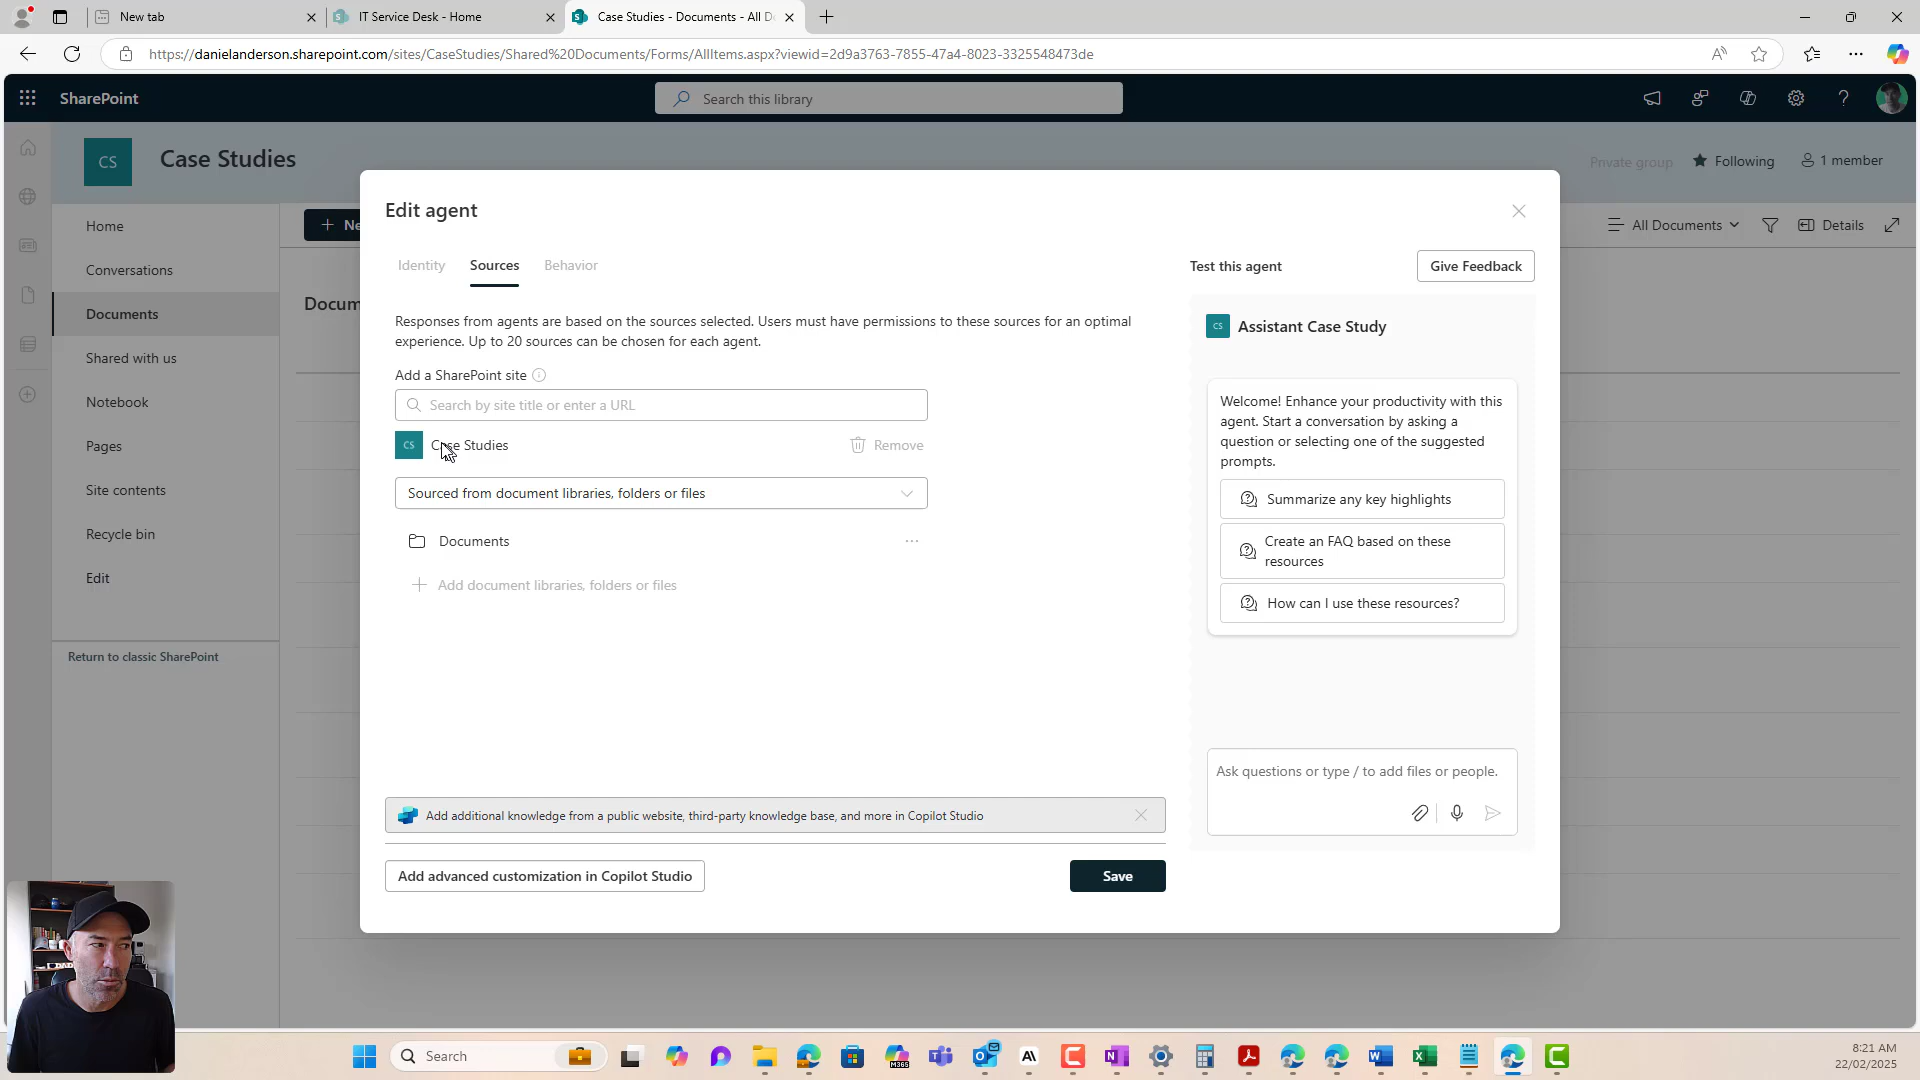 New tab
IT Service Desk - Home
Case Studies - Documents - All D
https://danielanderson.sharepoint.com/sites/CaseStudies/Shared%20Documents/Forms/AllItems.aspx?viewid=2d9a3763-7855-47a4-8023-3325548473de
SharePoint
Search this library
CS
Case Studies
Private group
Following
1 member
Home
Conversations
Documents
Shared with us
Notebook
Pages
Site contents
Recycle bin
Edit
Return to classic SharePoint
+ Ne
All Documents
Details
Docum
Edit agent
Identity
Sources
Behavior
Responses from agents are based on the sources selected. Users must have permissions to these sources for an optimal
experience. Up to 20 sources can be chosen for each agent.
Add a SharePoint site
Search by site title or enter a URL
CS
Case Studies
Remove
Sourced from document libraries, folders or files
Documents
Add document libraries, folders or files
Add additional knowledge from a public website, third-party knowledge base, and more in Copilot Studio
Add advanced customization in Copilot Studio
Save
Test this agent
Give Feedback
CS
Assistant Case Study
Welcome! Enhance your productivity with this
agent. Start a conversation by asking a
question or selecting one of the suggested
prompts.
Summarize any key highlights
Create an FAQ based on these
resources
How can I use these resources?
Ask questions or type / to add files or people.
Search
M365
8:21 AM
22/02/2025